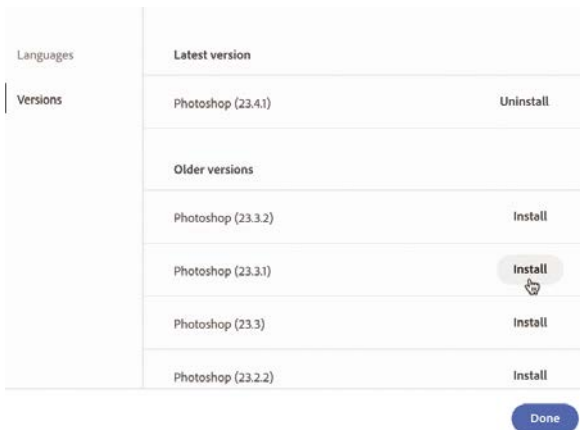 Languages
Versions
Latest version
Photoshop (23.4.1)
Uninstall
Older versions
Photoshop (23.3.2)
Install
Photoshop (23.3.1)
Install
Photoshop (23.3)
Install
Photoshop (23.2.2)
Install
Done